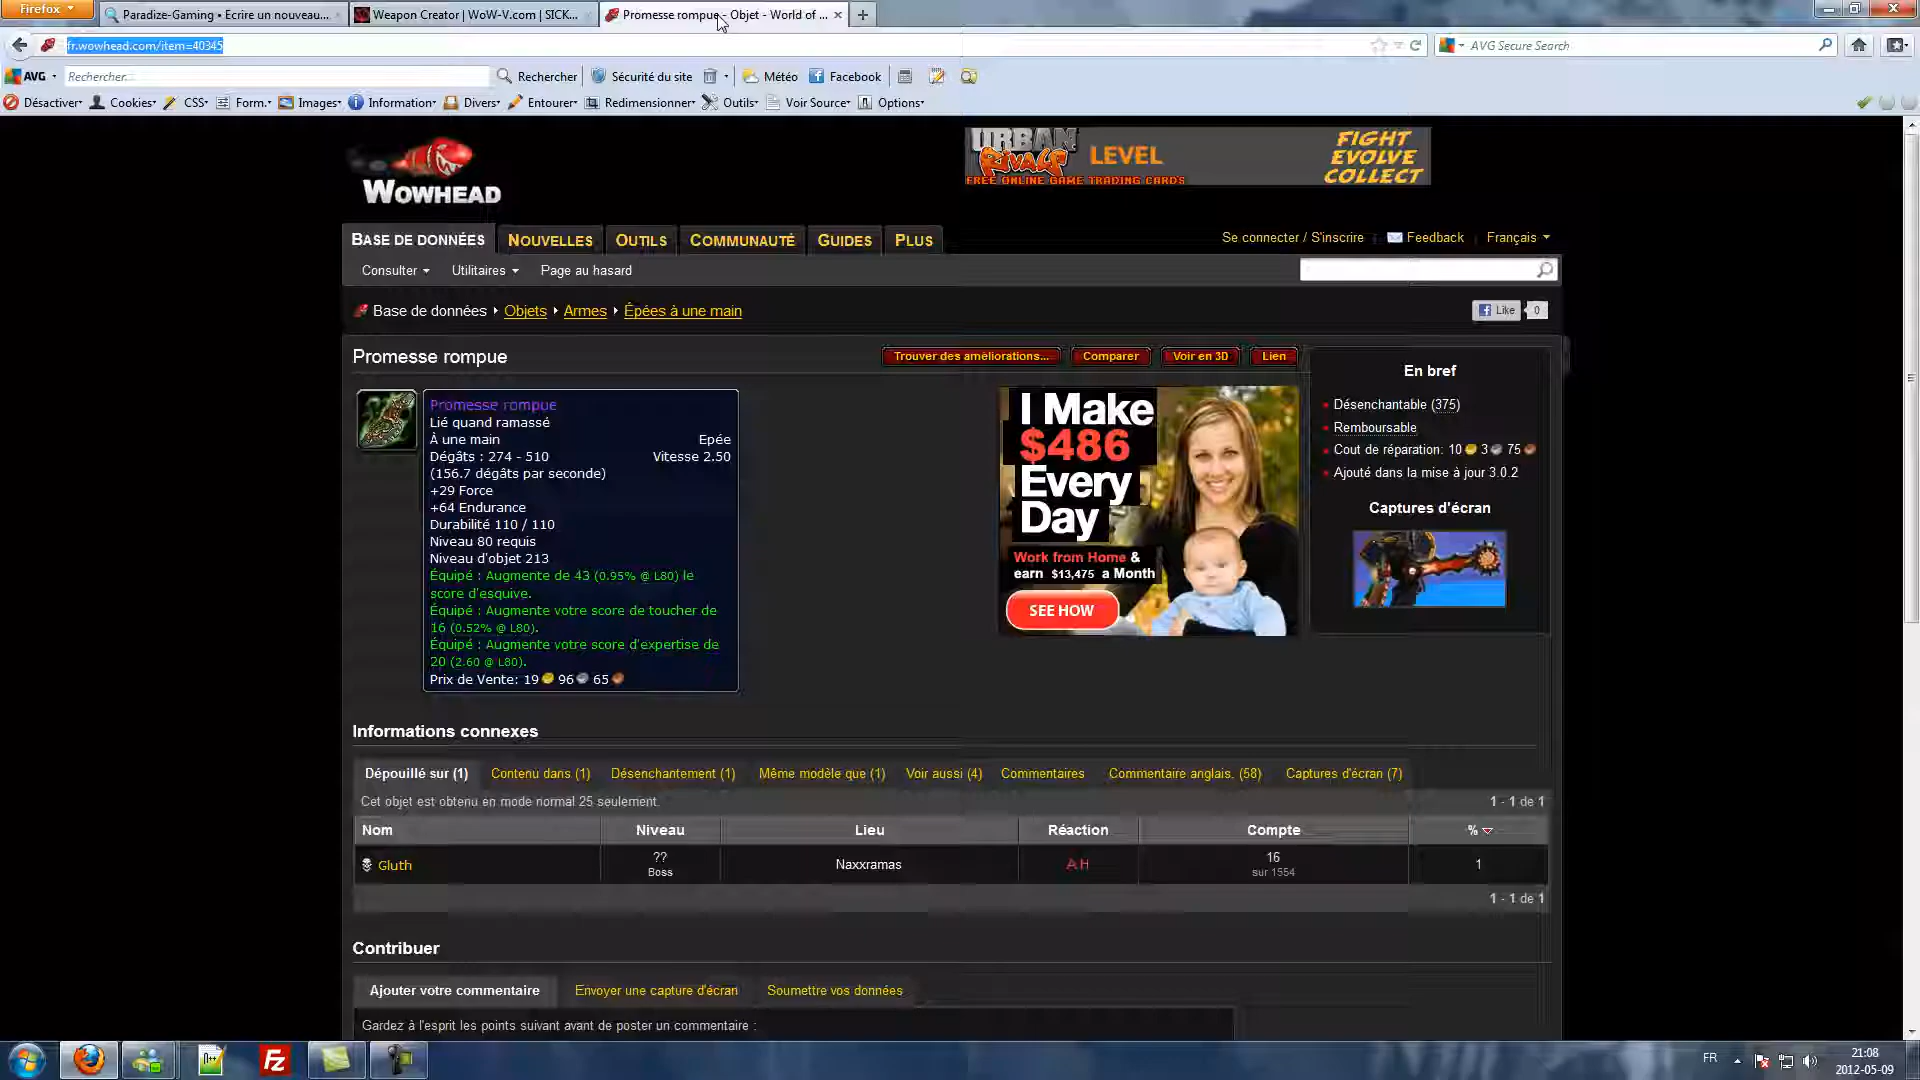 Firefox
Paradize-Gaming • Ecrire un nouveau...
Weapon Creator | WoW-V.com | SICK...
Promesse rompue - Objet - World of ...
fr.wowhead.com/item=40345
AVG Secure Search
AVG
Rechercher...
Rechercher
Sécurité du site
Météo
Facebook
Désactiver
Cookies
CSS
Form.
Images
Information
Divers
Entourer
Redimensionner
Outils
Voir Source
Options
WOWHEAD
URBAN RIVALS
LEVEL
FREE ONLINE GAME TRADING CARDS
FIGHT
EVOLVE
COLLECT
BASE DE DONNÉES
NOUVELLES
OUTILS
COMMUNAUTÉ
GUIDES
PLUS
Se connecter / S'inscrire
Feedback
Français
Consulter
Utilitaires
Page au hasard
Base de données
Objets
Armes
Épées à une main
Like
0
Promesse rompue
Trouver des améliorations...
Comparer
Voir en 3D
Lien
Promesse rompue
Lié quand ramassé
À une main Epée
Dégâts : 274 - 510 Vitesse 2.50
(156.7 dégâts par seconde)
+29 Force
+64 Endurance
Durabilité 110 / 110
Niveau 80 requis
Niveau d'objet 213
Équipé : Augmente de 43 (0.95% @ L80) le
score d'esquive.
Équipé : Augmente votre score de toucher de
16 (0.52% @ L80).
Équipé : Augmente votre score d'expertise de
20 (2.60 @ L80).
Prix de Vente: 19 96 65
I Make
$486
Every
Day
Work from Home &
earn $13,475 a Month
SEE HOW
En bref
Désenchantable (375)
Remboursable
Cout de réparation: 10 3 75
Ajouté dans la mise à jour 3.0.2
Captures d'écran
Informations connexes
Dépouillé sur (1)
Contenu dans (1)
Désenchantement (1)
Même modèle que (1)
Voir aussi (4)
Commentaires
Commentaire anglais. (58)
Captures d'écran (7)
Cet objet est obtenu en mode normal 25 seulement.
1 - 1 de 1
Nom Niveau Lieu Réaction Compte %
Gluth ?? Naxxramas A H 16 1
Boss sur 1554
1 - 1 de 1
Contribuer
Ajouter votre commentaire
Envoyer une capture d'écran
Soumettre vos données
Gardez à l'esprit les points suivant avant de poster un commentaire :
FR
21:08
2012-05-09